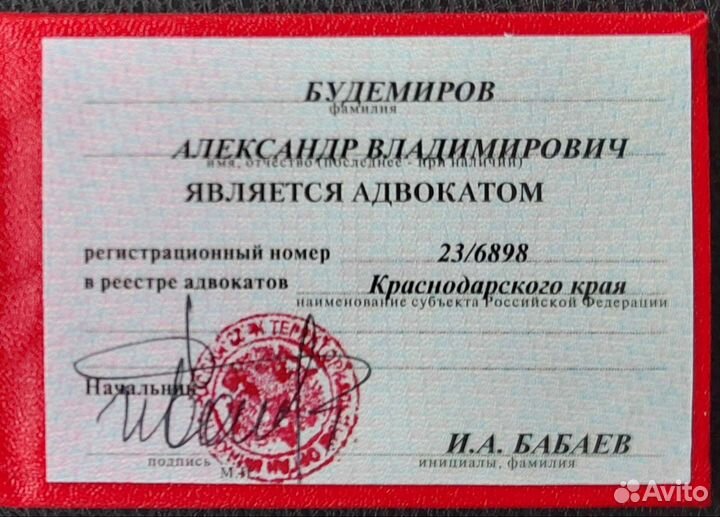 БУДЕМИРОВ
фамилия
АЛЕКСАНДР ВЛАДИМИРОВИЧ
имя, отчество (последнее - при наличии)
ЯВЛЯЕТСЯ АДВОКАТОМ
регистрационный номер 23/6898
в реестре адвокатов Краснодарского края
наименование субъекта Российской Федерации
Начальник
И.А. БАБАЕВ
подпись инициалы, фамилия
М.П.
Avito